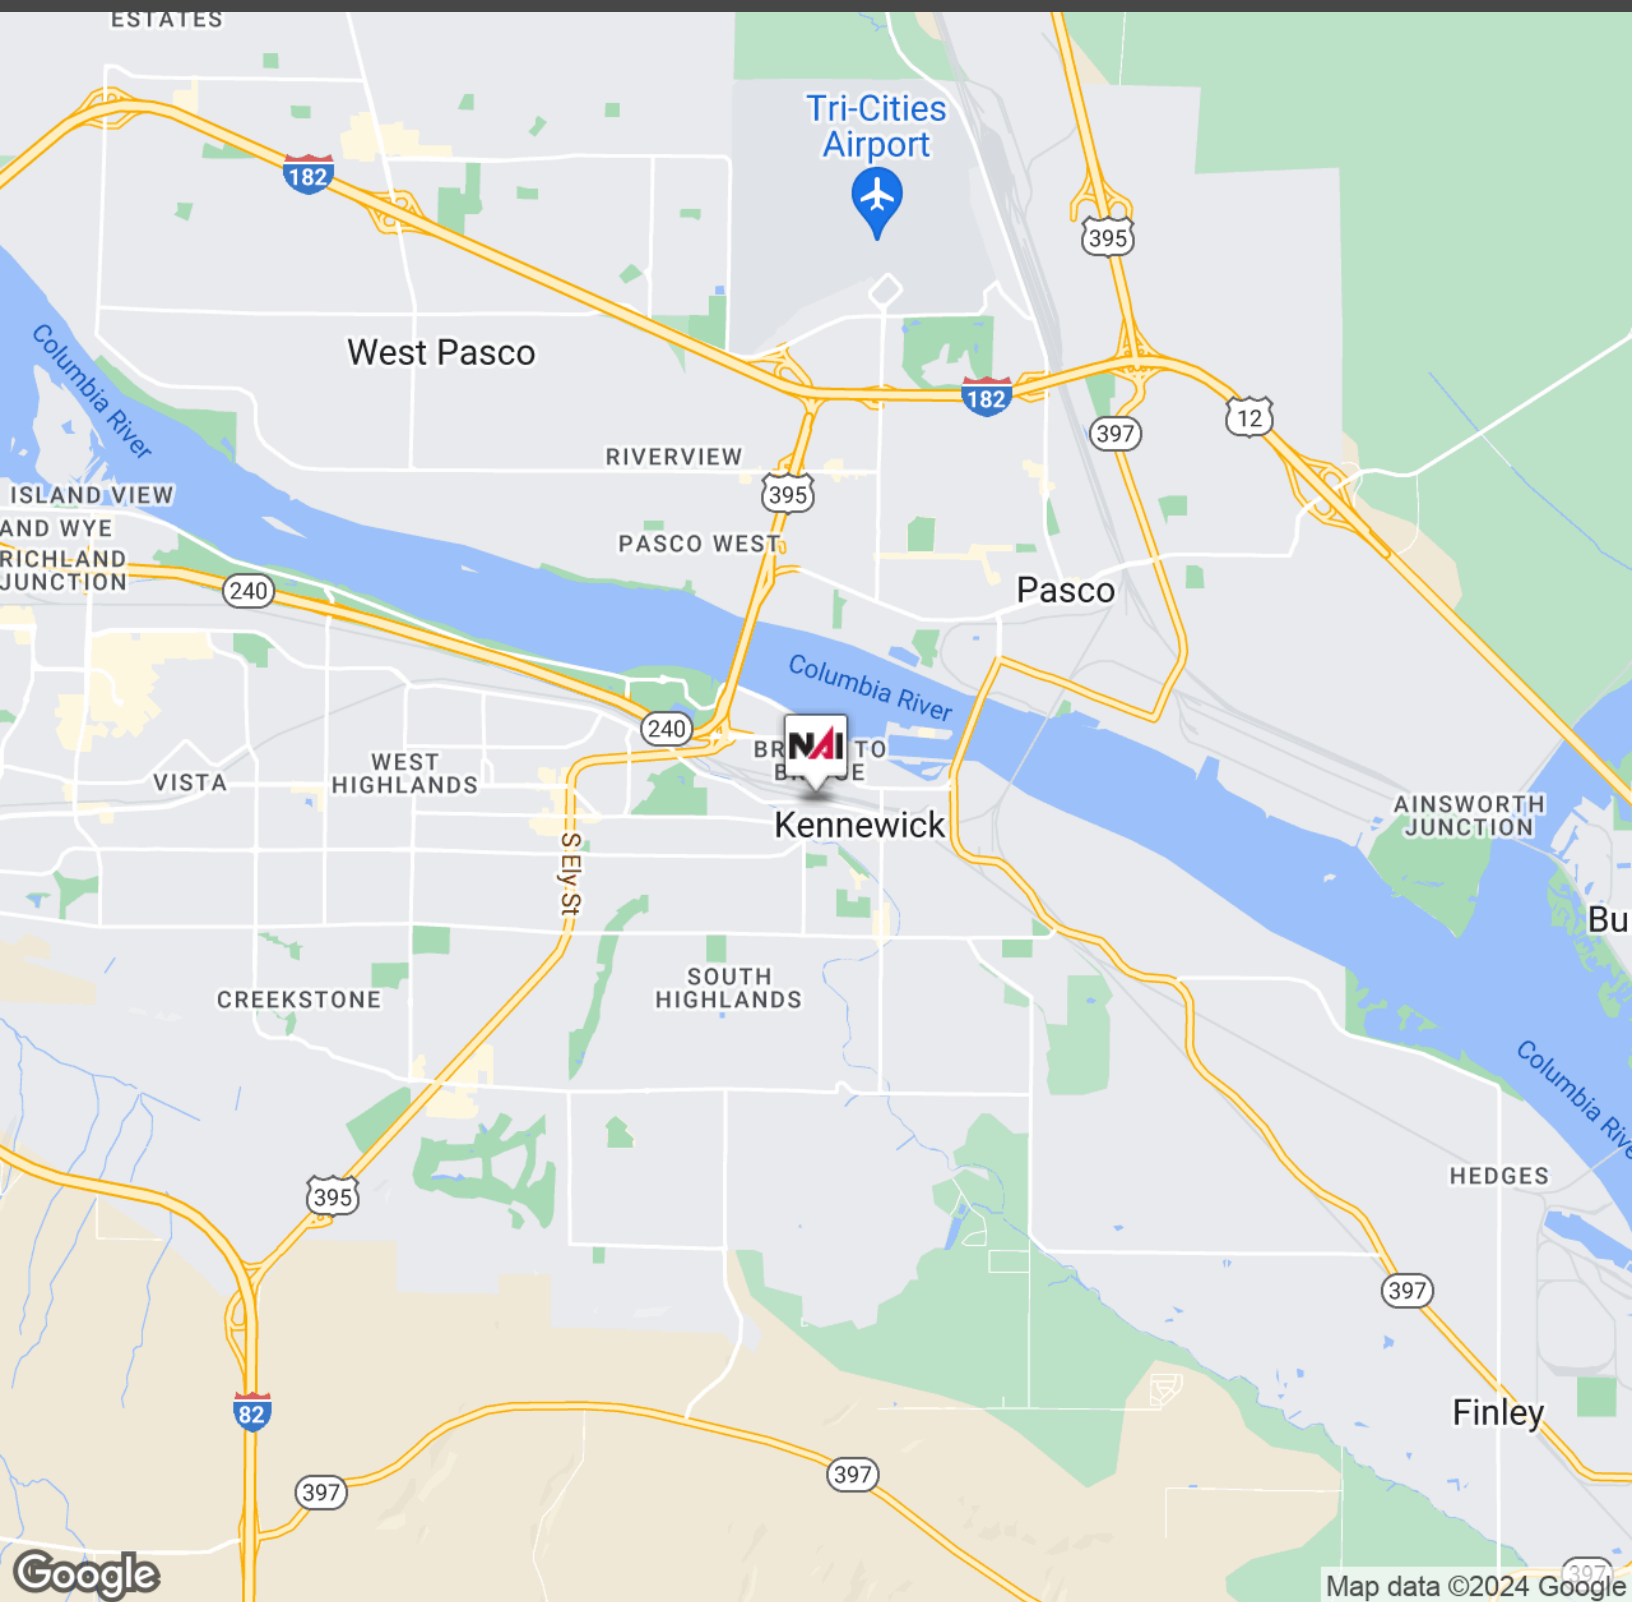 ESTATES
Tri-Cities
Airport
182
395
West Pasco
Columbia River
182
12
397
RIVERVIEW
395
ISLAND VIEW
AND WYE
RICHLAND
JUNCTION
PASCO WEST
240
Pasco
Columbia River
240
NAI
WEST
HIGHLANDS
VISTA
Kennewick
AINSWORTH
JUNCTION
S Ely St
Bu
SOUTH
HIGHLANDS
CREEKSTONE
Columbia Rive
HEDGES
395
397
82
Finley
397
397
397
Google
Map data ©2024 Google